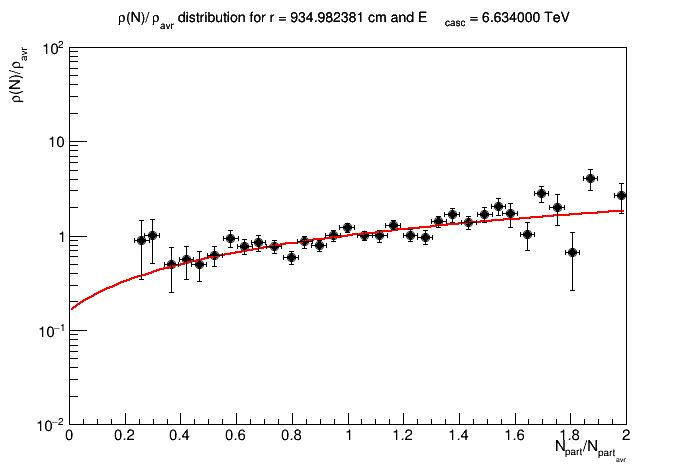 ρ(N)/ρavr distribution for r = 934.982381 cm and E casc = 6.634000 TeV
ρ(N)/ρavr
10²
10
1
10⁻¹
10⁻²
0 0.2 0.4 0.6 0.8 1 1.2 1.4 1.6 1.8 2
Npart/Npartavr